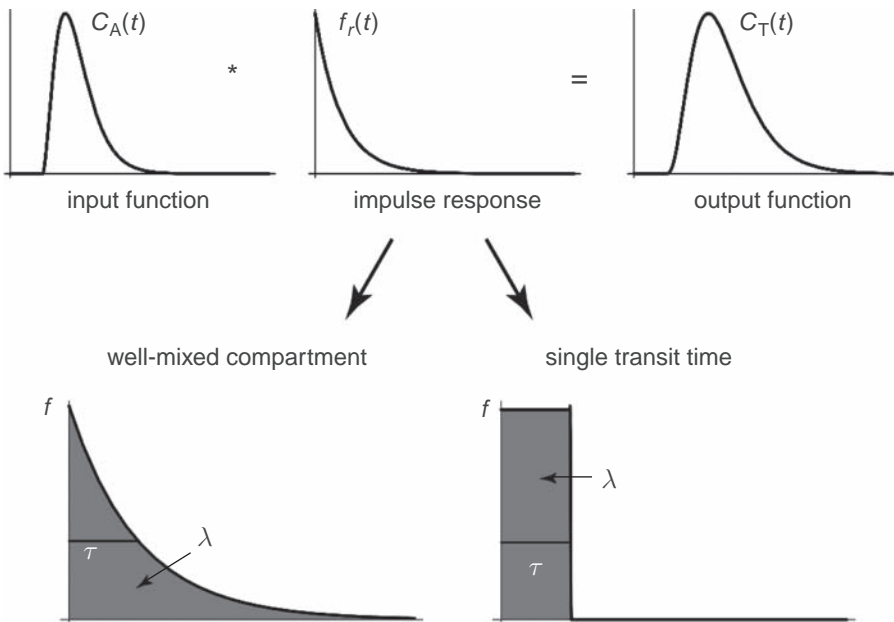 C_A(t) * f_r(t) = C_T(t)
input function impulse response output function
well-mixed compartment single transit time
f f
λ λ
τ τ